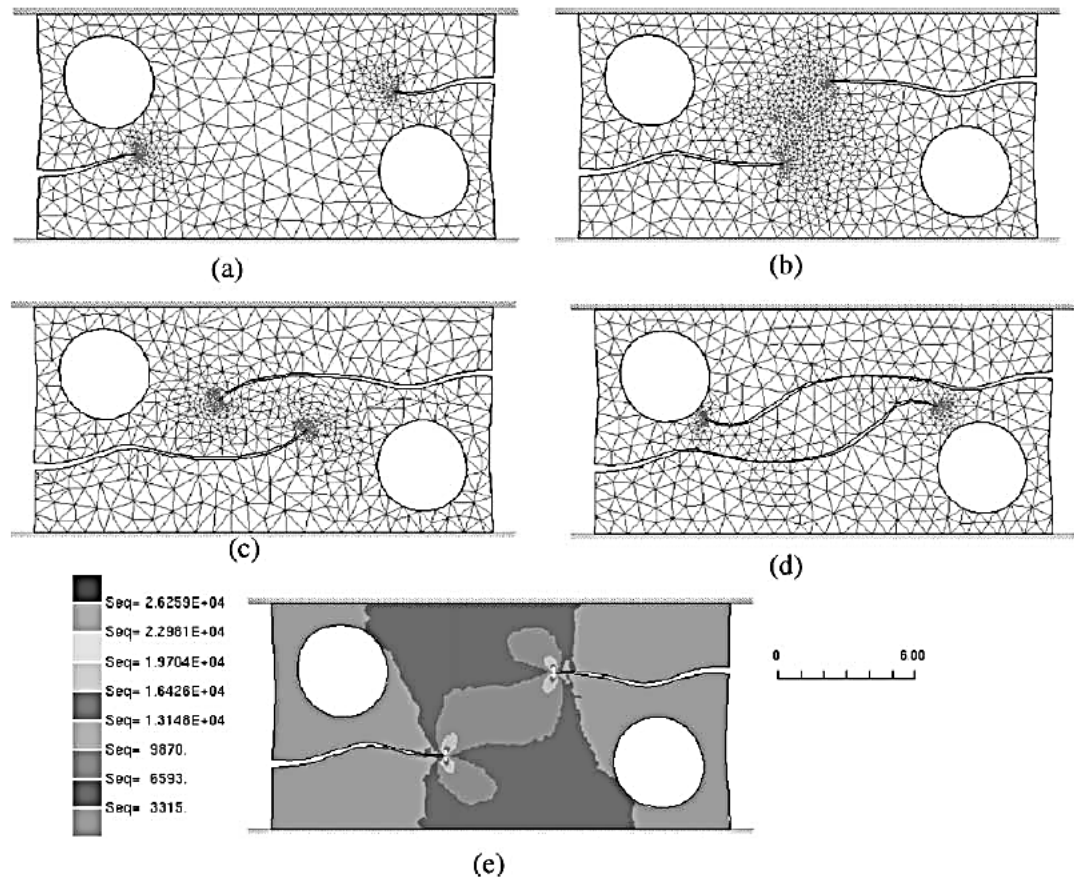 (a)
(b)
(c)
(d)
Seq= 2.6259E+04
Seq= 2.2981E+04
Seq= 1.9704E+04
Seq= 1.6426E+04
Seq= 1.3148E+04
Seq= 9870.
Seq= 6593.
Seq= 3315.
0 6.00
(e)